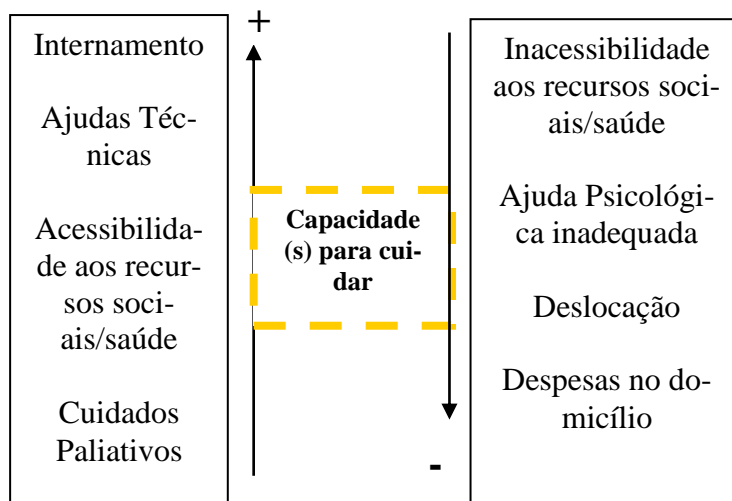 Internamento
Ajudas Téc-
nicas
Acessibilida-
de aos recur-
sos soci-
ais/saúde
Cuidados
Paliativos
+
Capacidade
(s) para cui-
dar
-
Inacessibilidade
aos recursos soci-
ais/saúde
Ajuda Psicológi-
ca inadequada
Deslocação
Despesas no do-
micílio